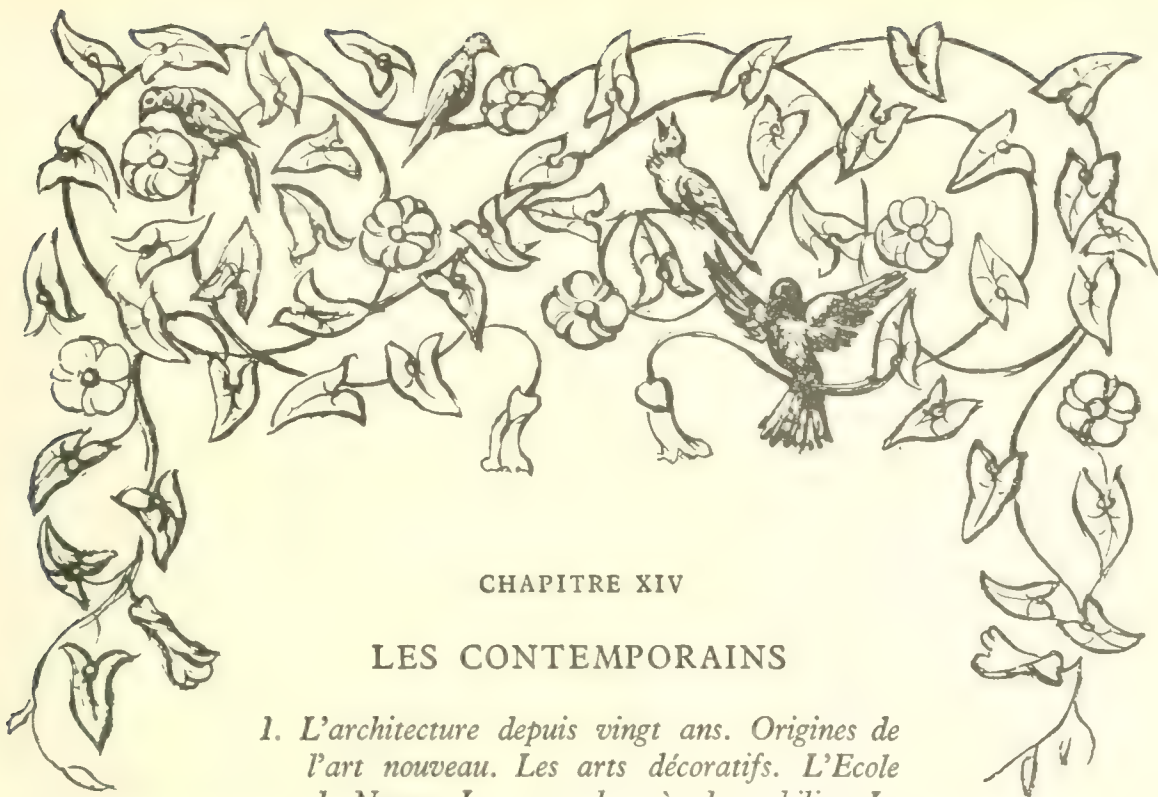 CHAPITRE XIV
LES CONTEMPORAINS
1. L'architecture depuis vingt ans. Origines de
l'art nouveau. Les arts décoratifs. L'Ecole